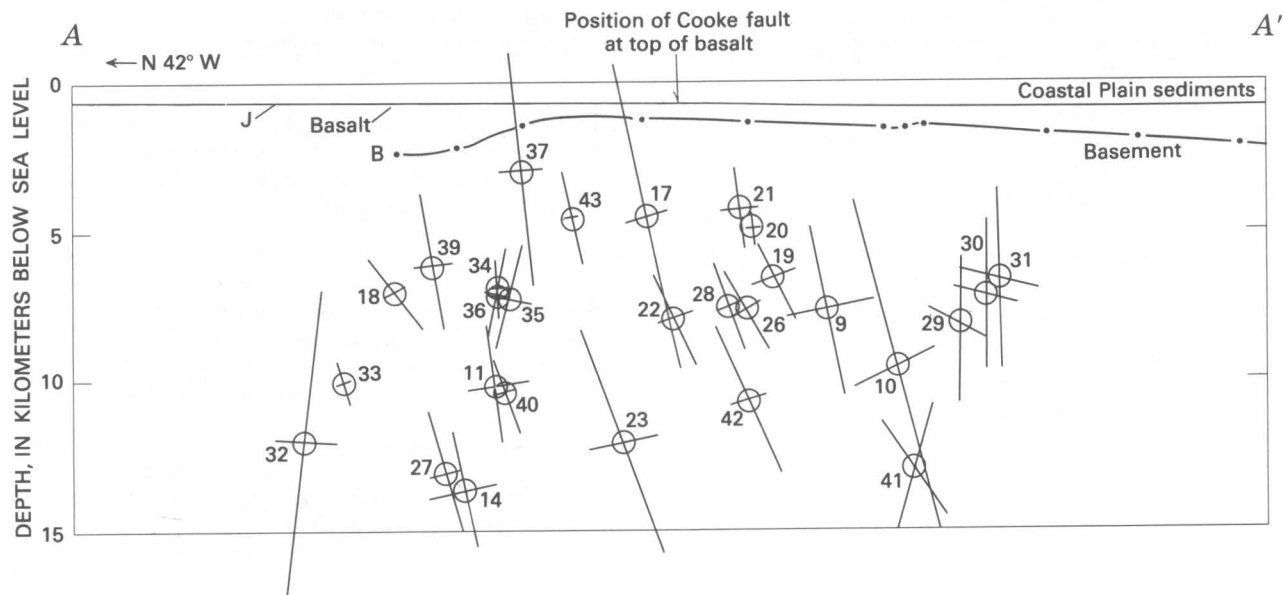 Position of Cooke fault
at top of basalt
A
A′
← N 42° W
DEPTH, IN KILOMETERS BELOW SEA LEVEL
0
5
10
15
Coastal Plain sediments
J
Basalt
B
Basement
37
43
17
21
20
39
34
18
36
35
22
28
26
19
9
30
31
29
33
11
40
10
32
23
42
27
14
41